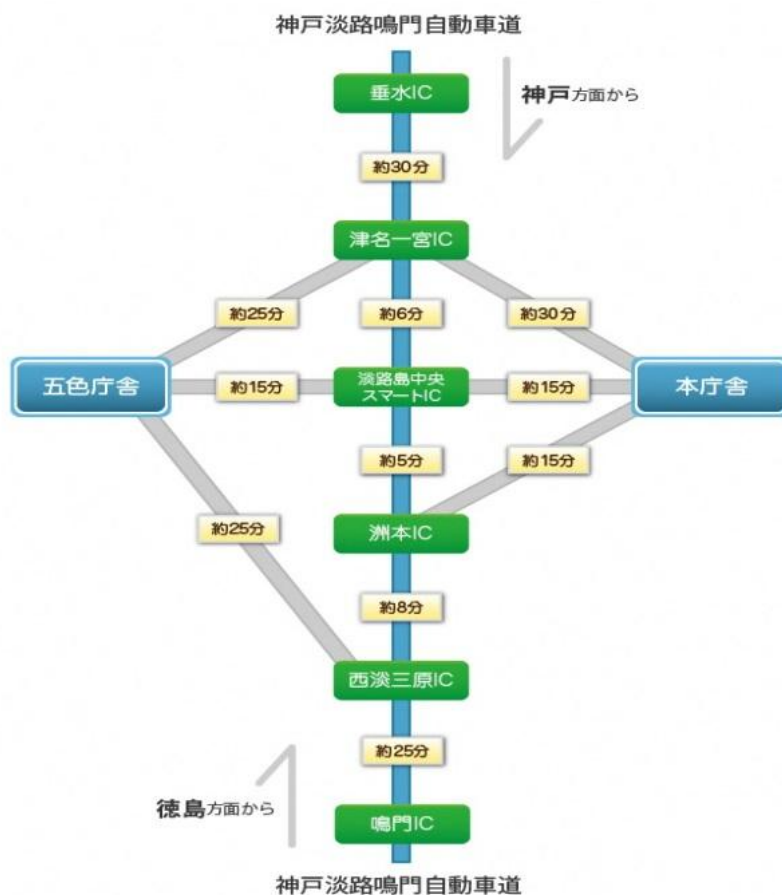 神戸淡路鳴門自動車道
垂水IC
神戸方面から
約30分
津名一宮IC
約25分
約6分
約30分
五色庁舎
約15分
淡路島中央
スマートIC
約15分
本庁舎
約5分
約15分
洲本IC
約25分
約8分
西淡三原IC
約25分
徳島方面から
鳴門IC
神戸淡路鳴門自動車道